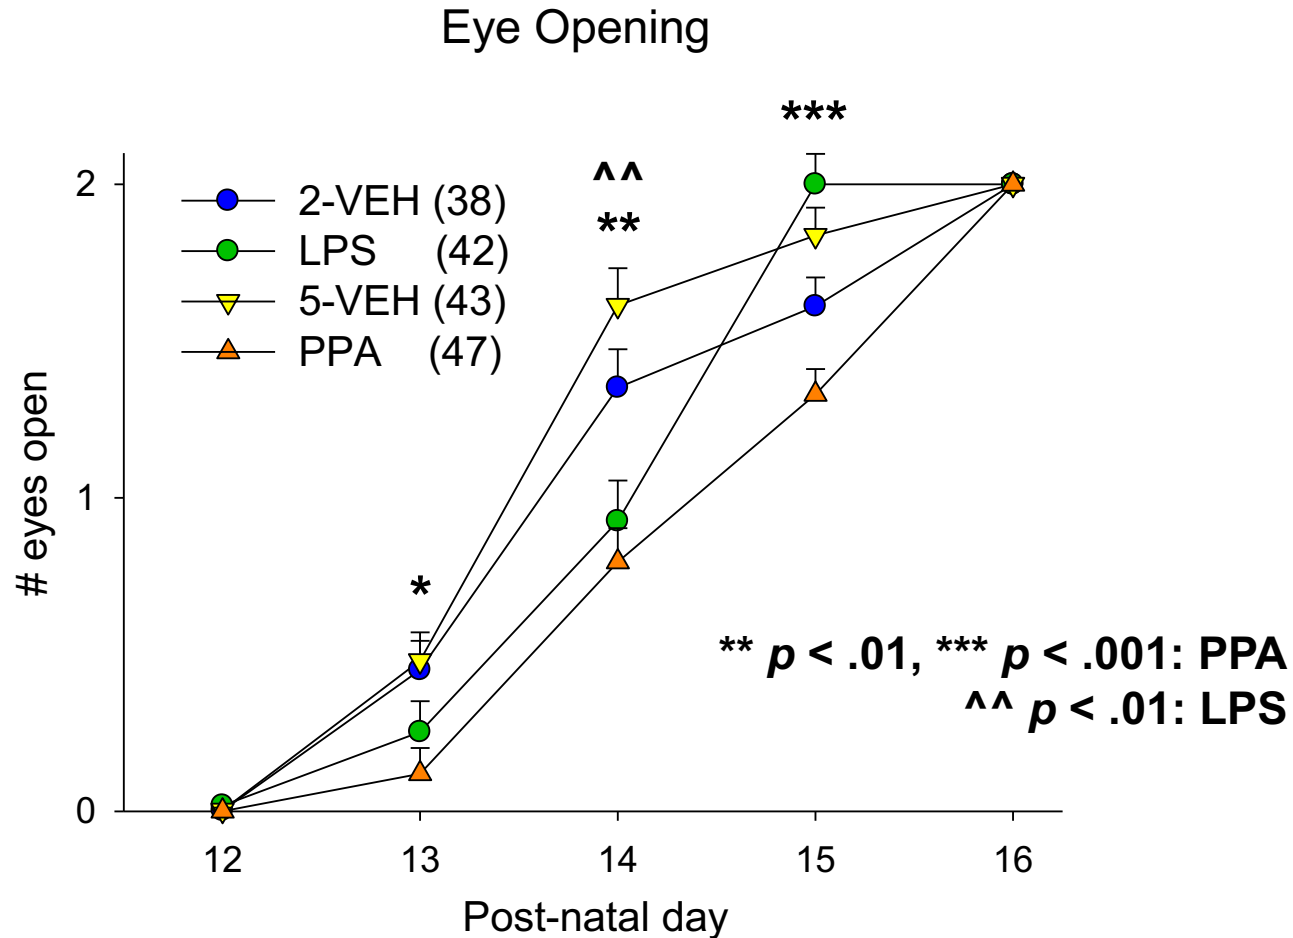 Eye Opening
***
^^
**
*
2
1
0
2-VEH (38)
LPS (42)
5-VEH (43)
PPA (47)
# eyes open
** p < .01, *** p < .001: PPA
^^ p < .01: LPS
12 13 14 15 16
Post-natal day